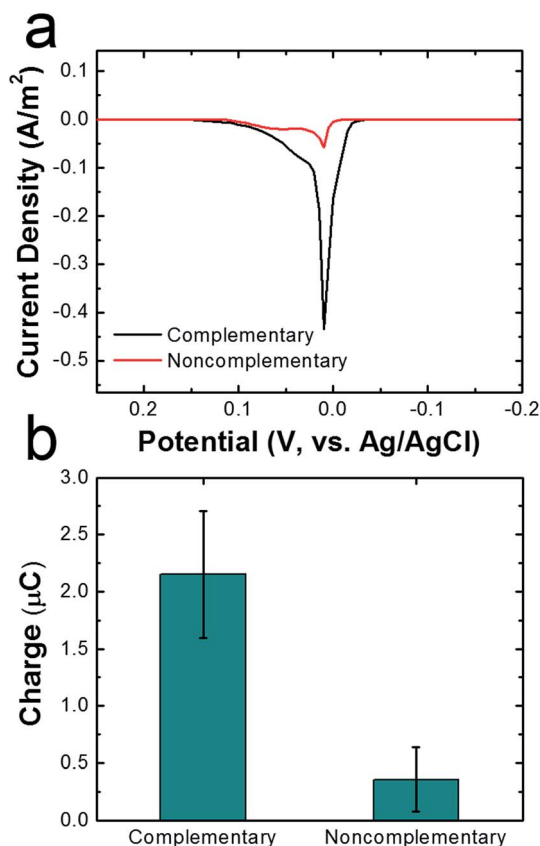 a
Current Density (A/m²)
0.1
0.0
-0.1
-0.2
-0.3
-0.4
-0.5
Complementary
Noncomplementary
0.2 0.1 0.0 -0.1 -0.2
Potential (V, vs. Ag/AgCl)
b
Charge (μC)
3.0
2.5
2.0
1.5
1.0
0.5
0.0
Complementary Noncomplementary